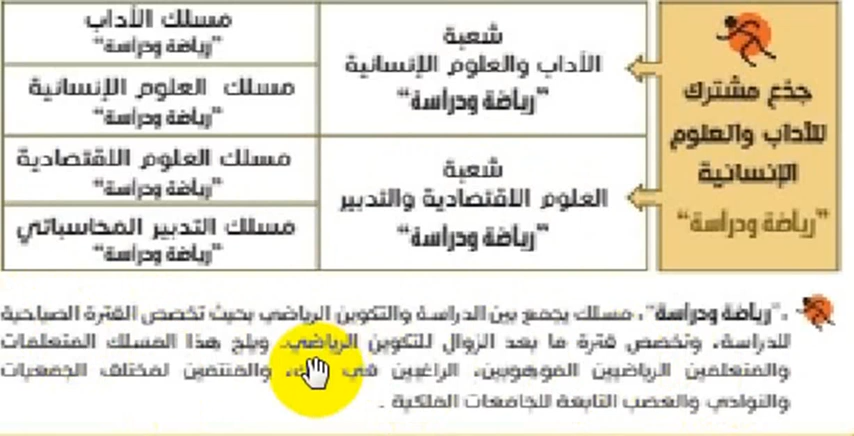 جذع مشترك
للآداب والعلوم
الإنسانية
"رياضة ودراسة"
شعبة
الآداب والعلوم الإنسانية
"رياضة ودراسة"
مسلك الآداب
"رياضة ودراسة"
مسلك العلوم الإنسانية
"رياضة ودراسة"
شعبة
العلوم الاقتصادية والتدبير
"رياضة ودراسة"
مسلك العلوم الاقتصادية
"رياضة ودراسة"
مسلك التدبير المحاسباتي
"رياضة ودراسة"
."رياضة ودراسة"، مسلك يجمع بين الدراسة والتكوين الرياضي بحيث تخصص الفترة الصباحية
للدراسة، وتخصص فترة ما بعد الزوال للتكوين الرياضي. ويلج هذا المسلك المتعلمات
والمتعلمين الرياضيين الموهوبين، الراغبين في والمنتمين لمختلف الجمعيات
والنوادي والعصب التابعة للجامعات الملكية .